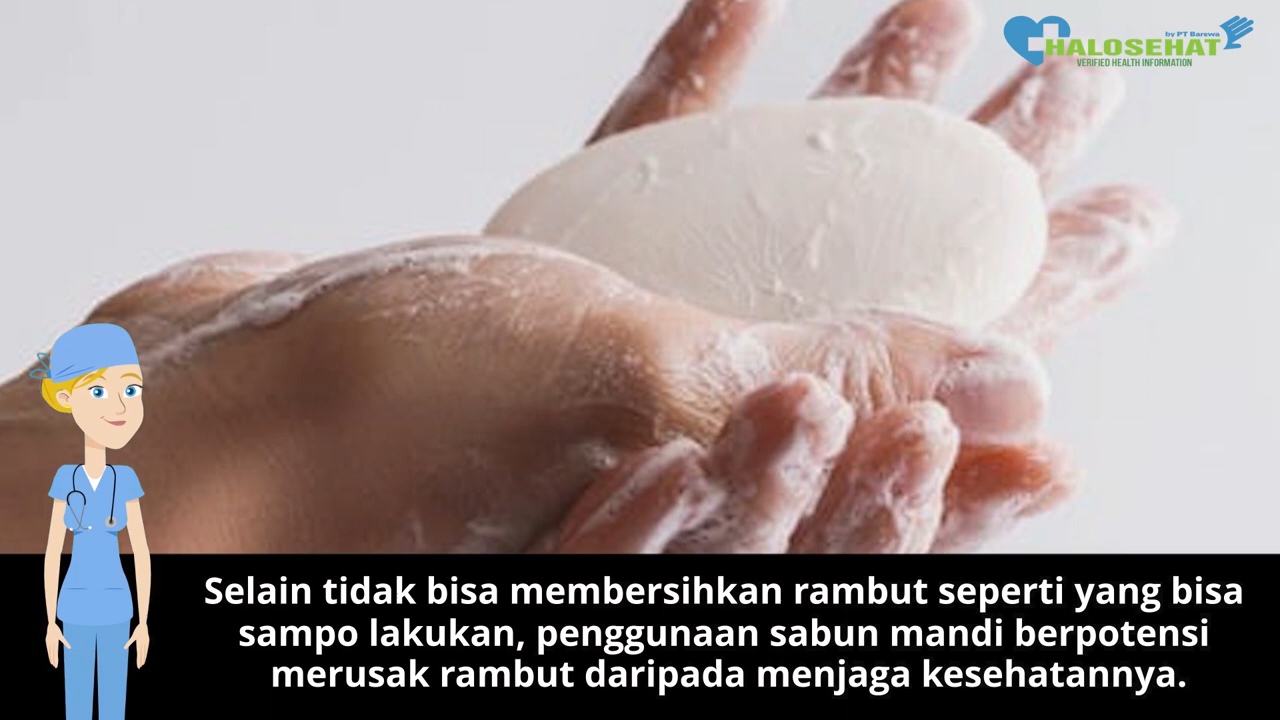 by PT Barewa
HALOSEHAT
VERIFIED HEALTH INFORMATION
Selain tidak bisa membersihkan rambut seperti yang bisa
sampo lakukan, penggunaan sabun mandi berpotensi
merusak rambut daripada menjaga kesehatannya.